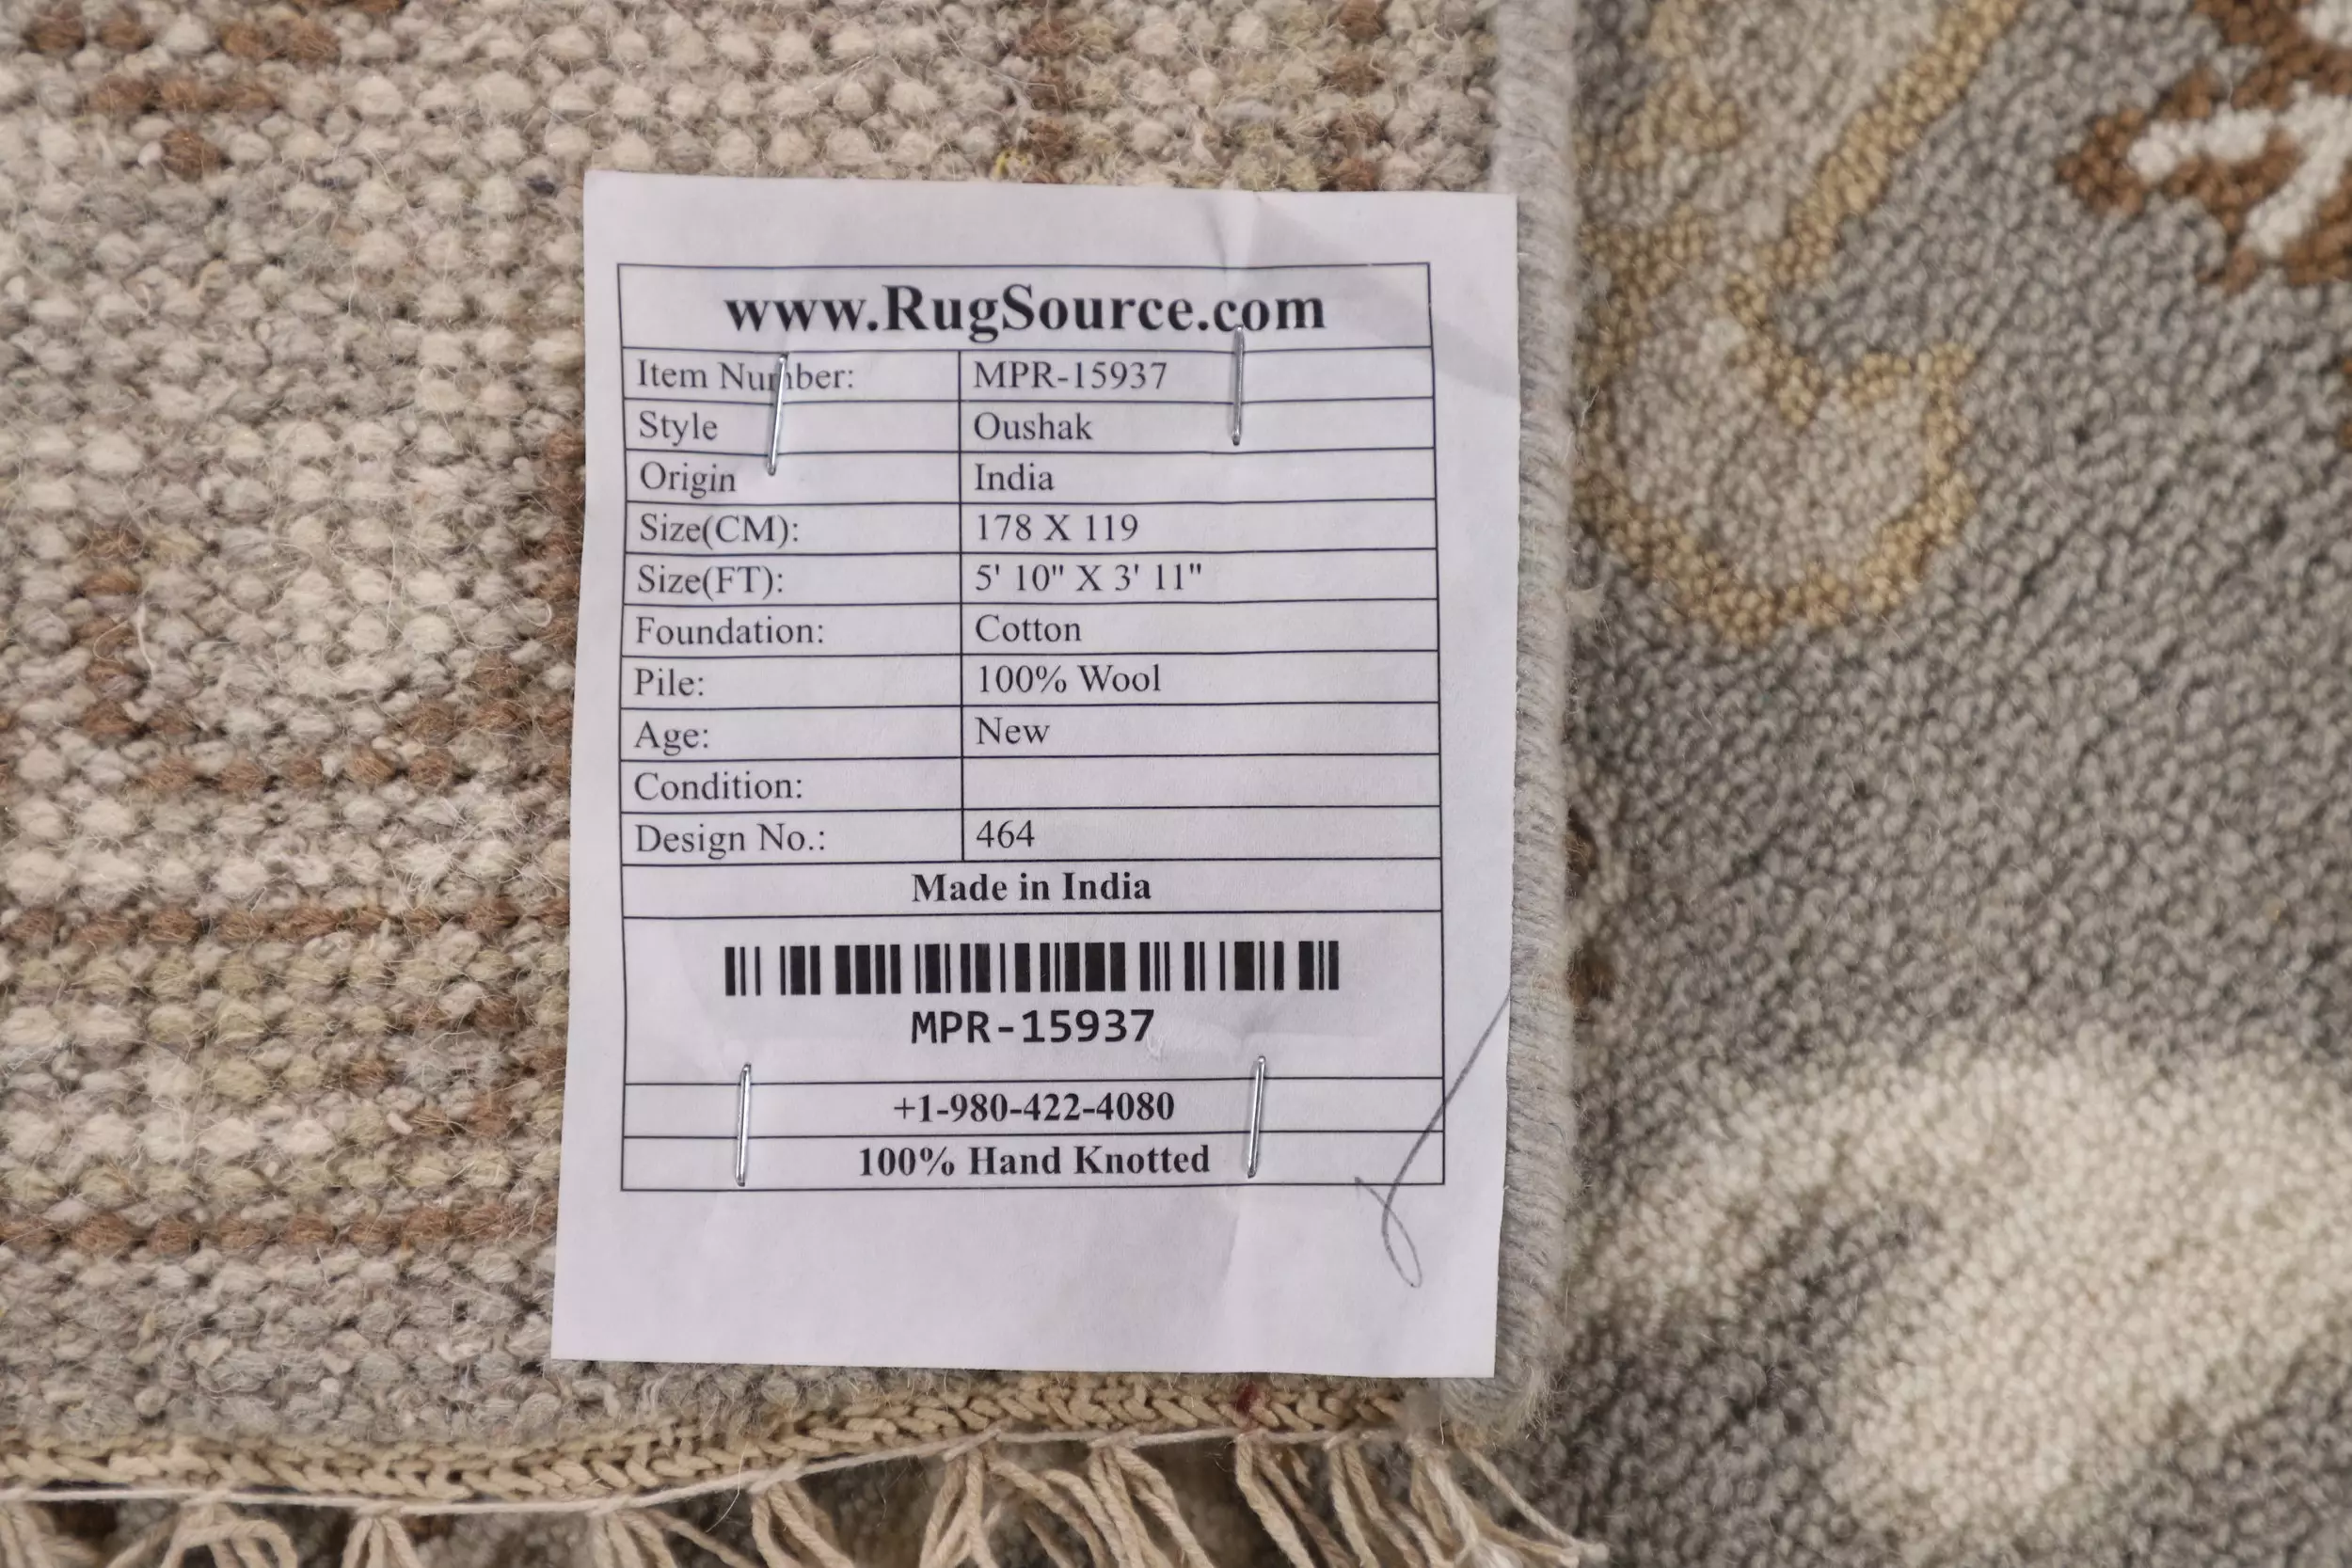 www.RugSource.com
Item Number: MPR-15937
Style Oushak
Origin India
Size(CM): 178 X 119
Size(FT): 5' 10" X 3' 11"
Foundation: Cotton
Pile: 100% Wool
Age: New
Condition:
Design No.: 464
Made in India
MPR-15937
+1-980-422-4080
100% Hand Knotted